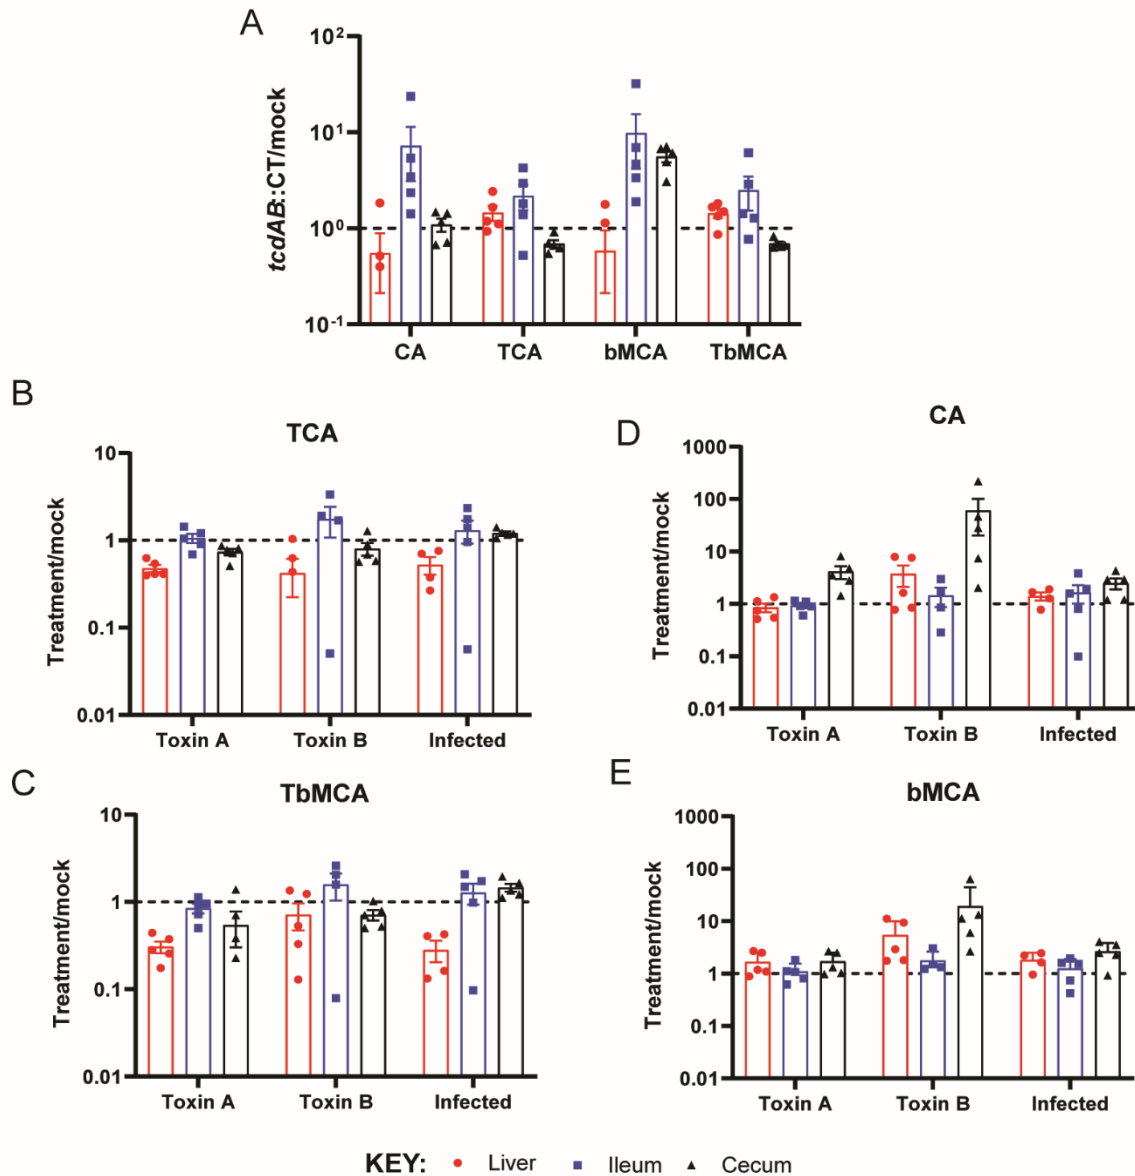 A
tcdAB::CT/mock
10²
10¹
10⁰
10⁻¹
CA TCA bMCA TbMCA
B
TCA
Treatment/mock
10
1
0.1
0.01
Toxin A Toxin B Infected
D
CA
Treatment/mock
1000
100
10
1
0.1
0.01
Toxin A Toxin B Infected
C
TbMCA
Treatment/mock
10
1
0.1
0.01
Toxin A Toxin B Infected
E
bMCA
Treatment/mock
1000
100
10
1
0.1
0.01
Toxin A Toxin B Infected
KEY: Liver Ileum Cecum